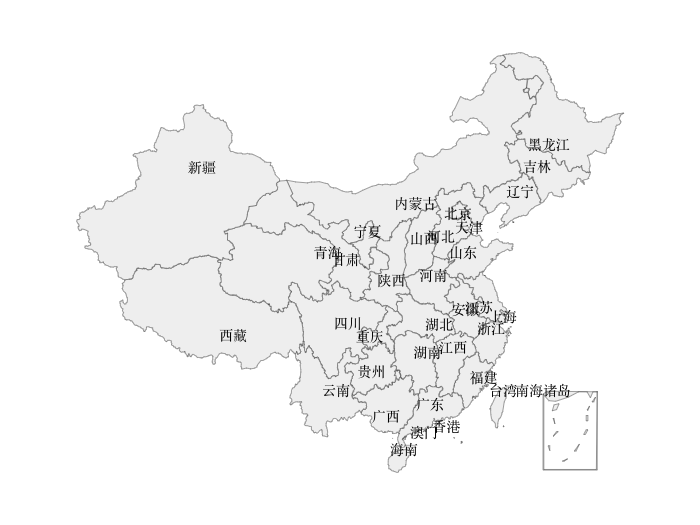 黑龙江
吉林
新疆
辽宁
内蒙古
北京
天津
宁夏
山西
河北
青海
甘肃
山东
河南
陕西
安徽
江苏
上海
四川
湖北
浙江
重庆
西藏
湖南
江西
贵州
福建
云南
台湾
南海诸岛
广东
广西
香港
澳门
海南